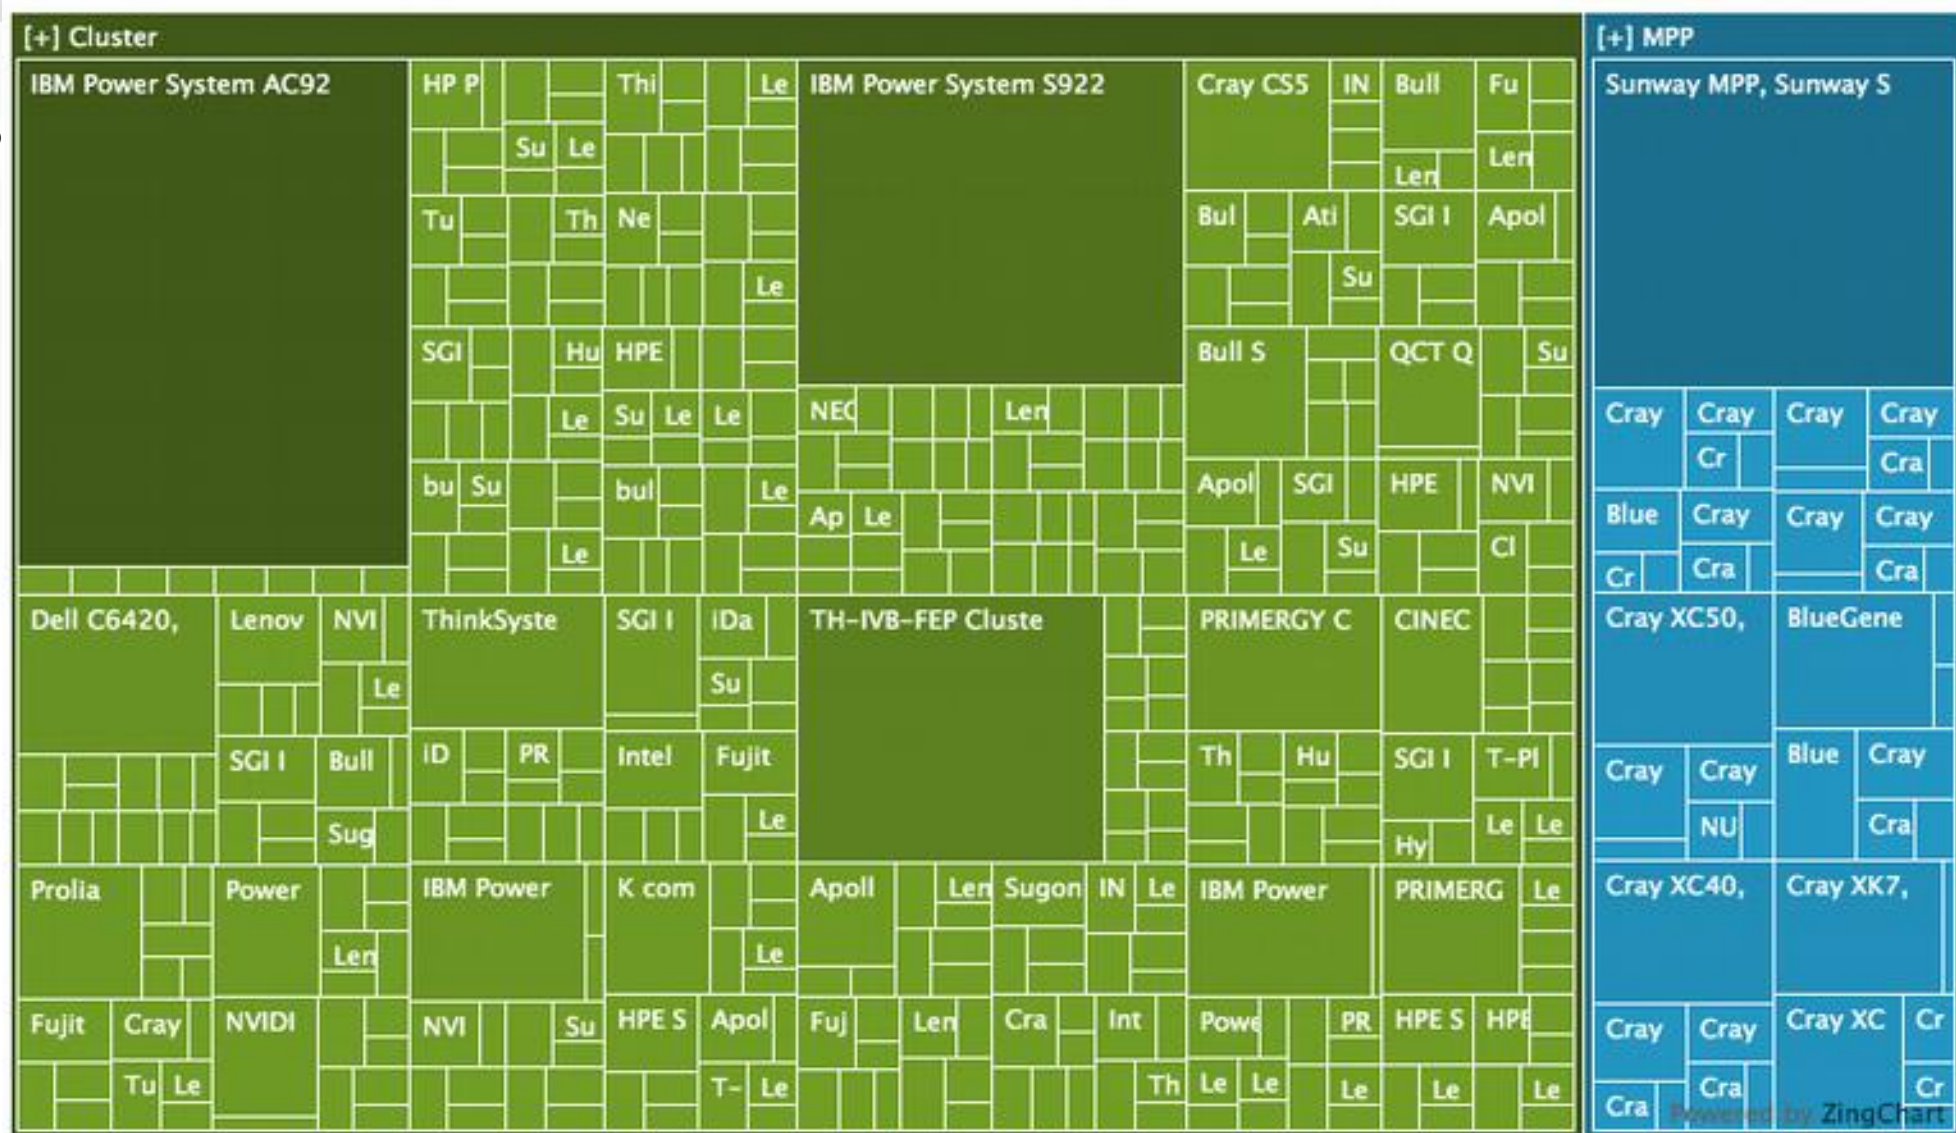 [+] Cluster
[+] MPP
IBM Power System AC92
HP P
Thi
Le
IBM Power System S922
Cray CS5
IN
Bull
Fu
Sunway MPP, Sunway S
Su
Le
Len
Len
Tu
Th
Ne
Bul
Ati
SGI I
Apol
Le
Su
SGI
Hu
HPE
Bull S
QCT Q
Su
Le
Su
Le
Le
NEC
Len
Cray
Cray
Cray
Cray
Cr
Cra
bu
Su
bul
Le
Apol
SGI
HPE
NVI
Ap
Le
Blue
Cray
Cray
Cray
Le
Le
Su
Cl
Cr
Cra
Cra
Dell C6420,
Lenov
NVI
ThinkSyste
SGI I
iDa
TH-IVB-FEP Cluste
PRIMERGY C
CINEC
Cray XC50,
BlueGene
Le
Su
SGI I
Bull
iD
PR
Intel
Fujit
Th
Hu
SGI I
T-Pl
Cray
Cray
Blue
Cray
Sug
Le
Hy
Le
Le
NU
Cra
Prolia
Power
IBM Power
K com
Apoll
Len
Sugon
IN
Le
IBM Power
PRIMERG
Le
Cray XC40,
Cray XK7,
Len
Le
Fujit
Cray
NVIDI
NVI
Su
HPE S
Apol
Fuj
Len
Cra
Int
Powe
PR
HPE S
HPE
Cray
Cray
Cray XC
Cr
Tu
Le
T-
Le
Th
Le
Le
Le
Le
Le
Cra
Cra
Cr
Powered by ZingChart